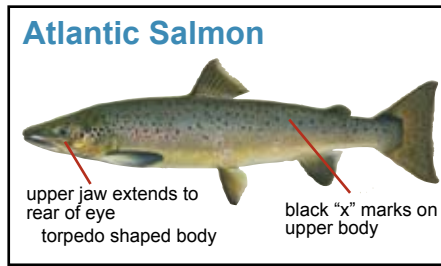 Atlantic Salmon
upper jaw extends to
rear of eye
torpedo shaped body
black “x” marks on
upper body